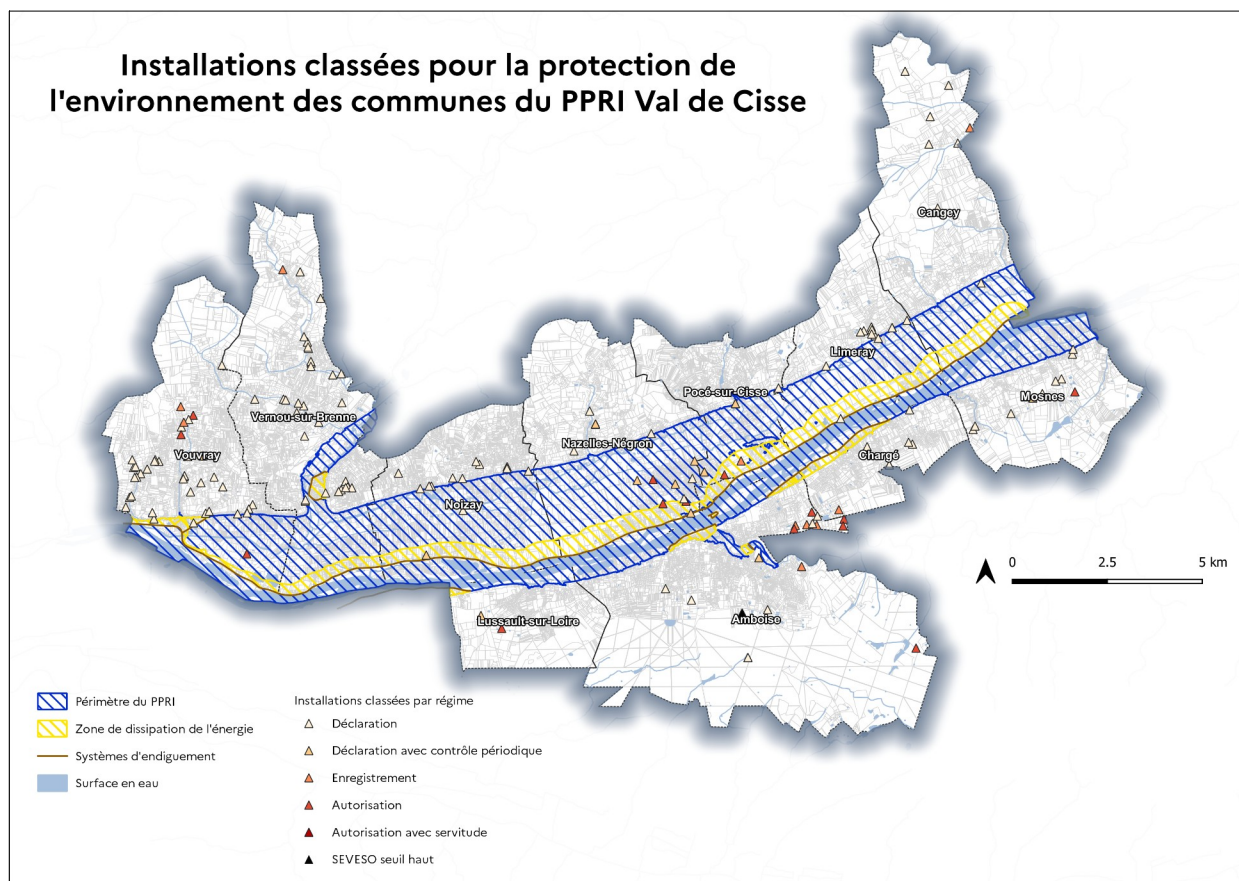 Installations classées pour la protection de
l'environnement des communes du PPRI Val de Cisse
Cangey
Limeray
Pocé-sur-Cisse
Mosnes
Vernou-sur-Brenne
Nazelles-Négron
Vouvray
Chargé
Noizay
0 2.5 5 km
Lussault-sur-Loire
Amboise
Périmètre du PPRI
Zone de dissipation de l'énergie
Systèmes d'endiguement
Surface en eau
Installations classées par régime
Déclaration
Déclaration avec contrôle périodique
Enregistrement
Autorisation
Autorisation avec servitude
SEVESO seuil haut